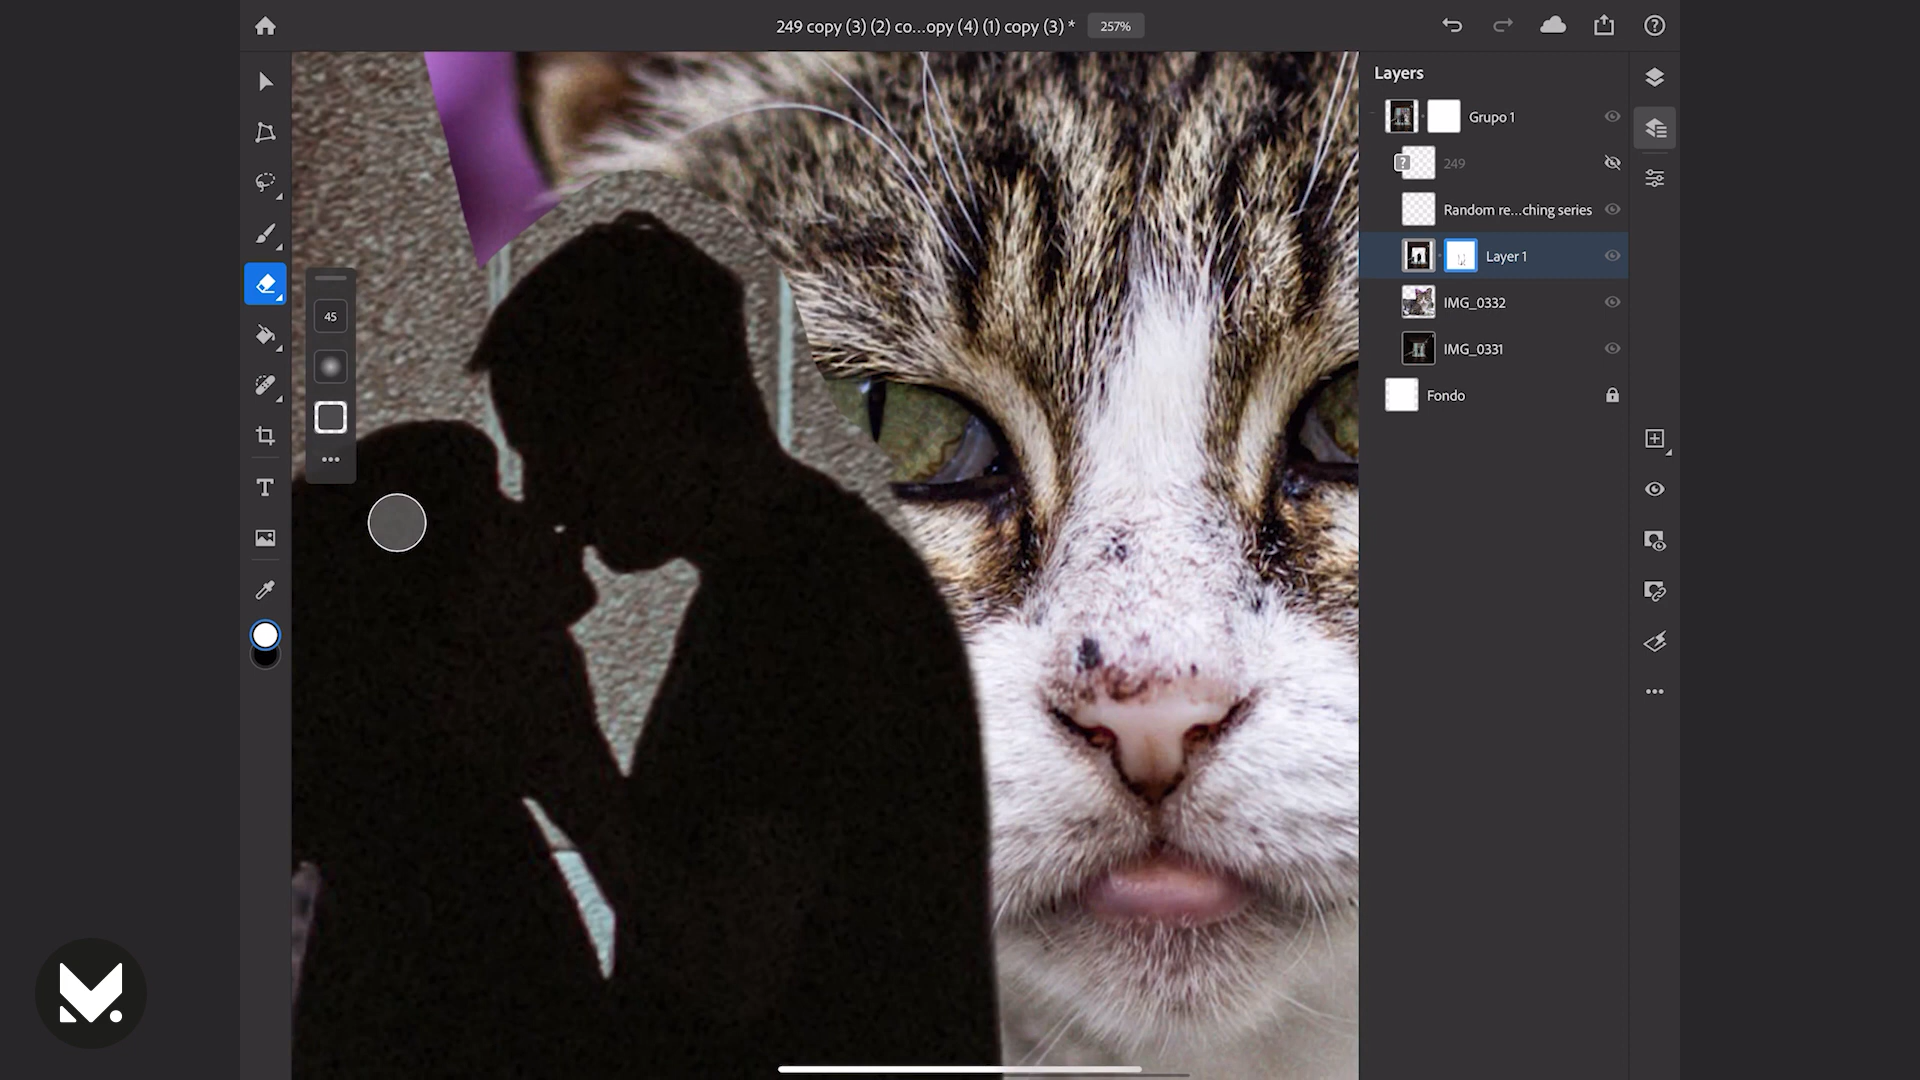 249 copy (3) (2) co...opy (4) (1) copy (3) *
257%
Layers
Grupo 1
249
Random re...ching series
Layer 1
IMG_0332
IMG_0331
Fondo
45
T
M.